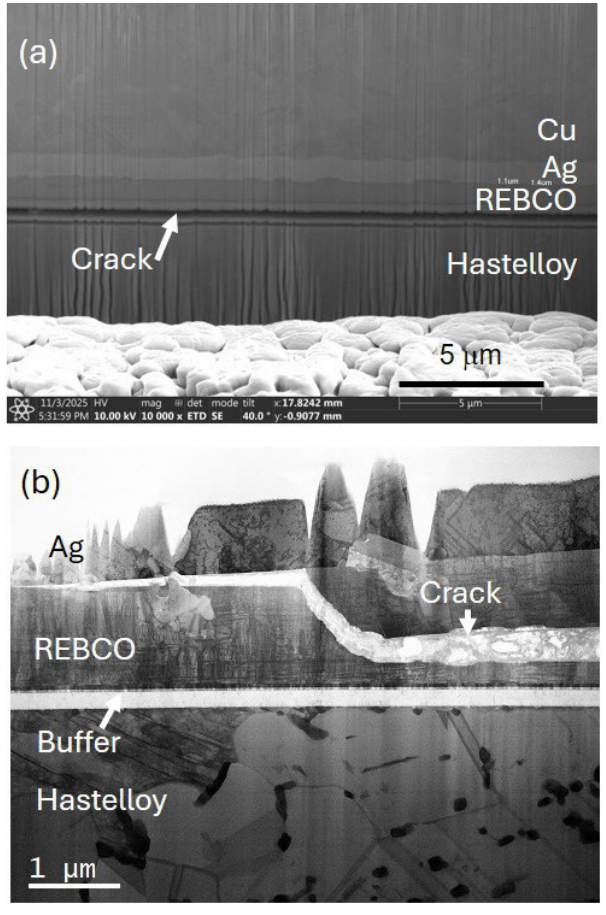 (a)
Cu
Ag
1.1um 1.4um
REBCO
Crack
Hastelloy
5 μm
11/3/2025 HV mag det mode tilt x: 17.8242 mm 5 μm
5:31:59 PM 10.00 kV 10 000 x ETD SE 40.0 ° y: -0.9077 mm
(b)
Ag
Crack
REBCO
Buffer
Hastelloy
1 μm